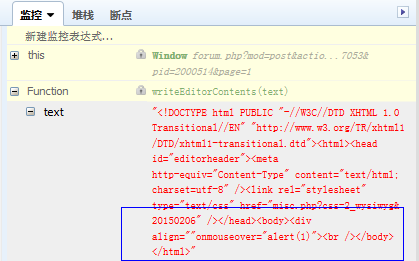 监控 ▼ 堆栈 断点
新建监控表达式...
this Window forum.php?mod=post&actio...7053&
pid=2000514&page=1
Function writeEditorContents(text)
text "<!DOCTYPE html PUBLIC "-//W3C//DTD XHTML 1.0
Transitional//EN" "http://www.w3.org/TR/xhtml1
/DTD/xhtml1-transitional.dtd"><html><head
id="editorheader"><meta
http-equiv="Content-Type" content="text/html;
charset=utf-8" /><link rel="stylesheet"
type="text/css" href="misc.php?css=2_wysiwyg&
20150206" /></head><body><div
align=""onmouseover="alert(1)"><br /></body>
</html>"